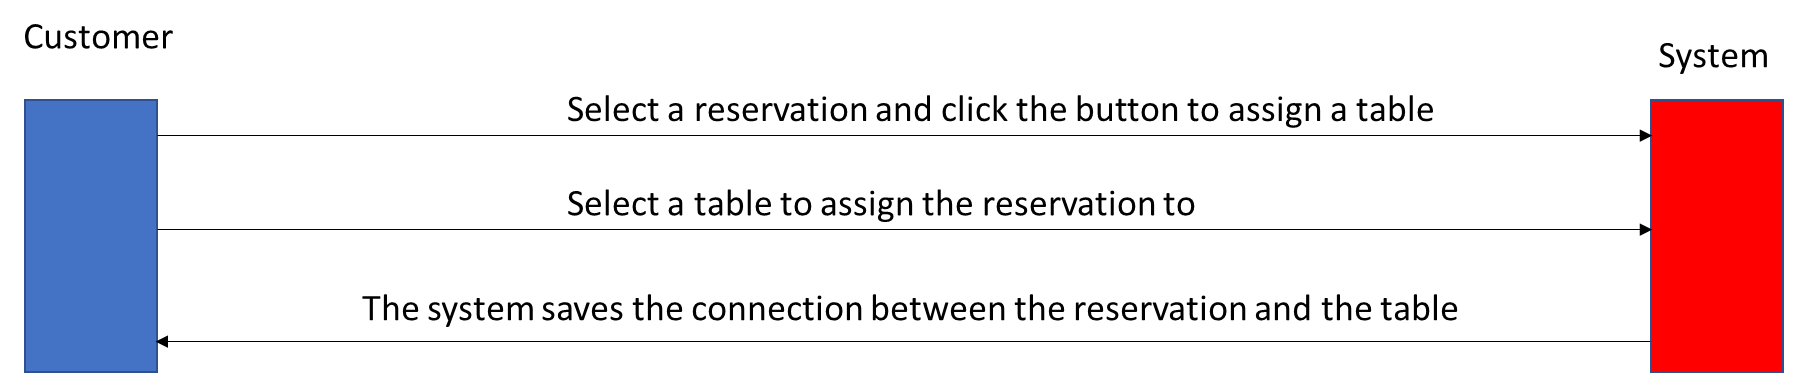 Customer
System
Select a reservation and click the button to assign a table
Select a table to assign the reservation to
The system saves the connection between the reservation and the table